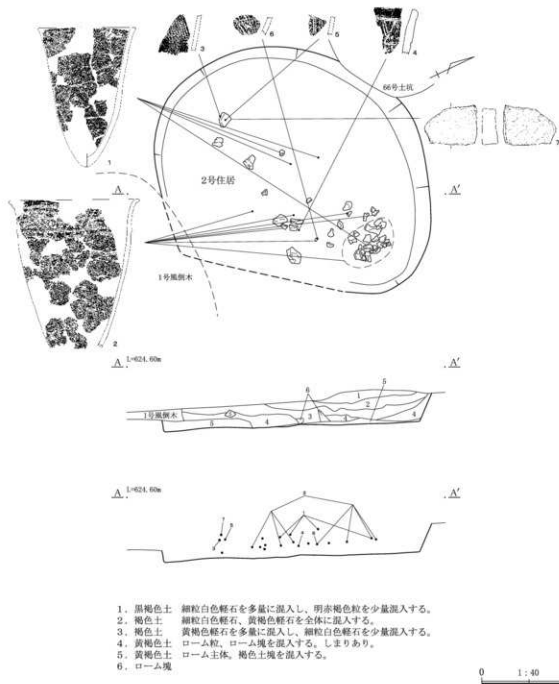 3
6
5
4
66号土坑
7
1
A
A′
2号住居
1号風倒木
2
A
L=624.60m
A′
6
5
1
2
1号風倒木
3
4
3
4
4
A
L=624.60m
A′
1. 黒褐色土 細粒白色軽石を多量に混入し、明赤褐色粒を少量混入する。
2. 褐色土 細粒白色軽石、黄褐色軽石を全体に混入する。
3. 褐色土 黄褐色軽石を多量に混入し、細粒白色軽石を少量混入する。
4. 黄褐色土 ローム粒、ローム塊を混入する。しまりあり。
5. 黄褐色土 ローム主体。褐色土塊を混入する。
6. ローム塊
0 1:40